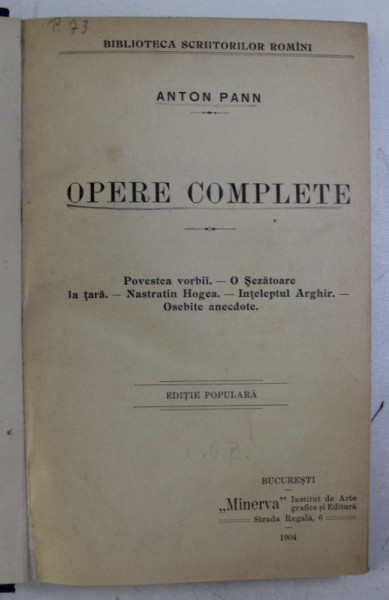 P. 73
BIBLIOTECA SCRIITORILOR ROMÎNI
ANTON PANN
OPERE COMPLETE
Povestea vorbii. — O Şezătoare
la ţară. — Nastratin Hogea. — Inţeleptul Arghir. —
Osebite anecdote.
EDIŢIE POPULARĂ
BUCUREŞTI
„Minerva” Institut de Arte
grafice şi Editură
Strada Regală, 6
1904